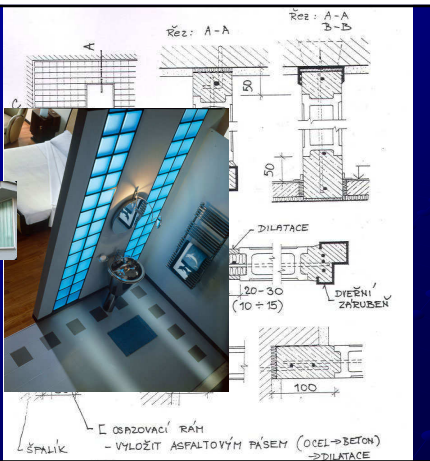 ŘEZ: A-A
ŘEZ: A-A
B-B
A
50
50
DILATACE
20-30
(10÷15)
DVEŘNÍ
ZÁRUBEŇ
100
[ OSAZOVACÍ RÁM
- VYLOŽIT ASFALTOVÝM PÁSEM (OCEL→BETON)
ŠPALÍK
→DILATACE